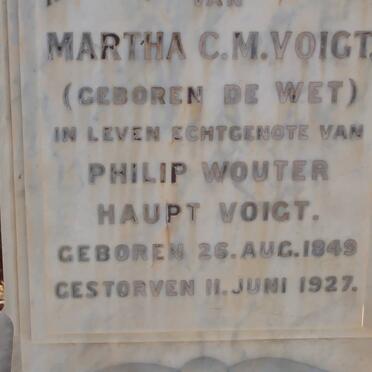 VAN
MARTHA C.M. VOIGT.
(GEBOREN DE WET)
IN LEVEN ECHTGENOTE VAN
PHILIP WOUTER
HAUPT VOIGT.
GEBOREN 26. AUG. 1849
GESTORVEN 11. JUNI 1927.